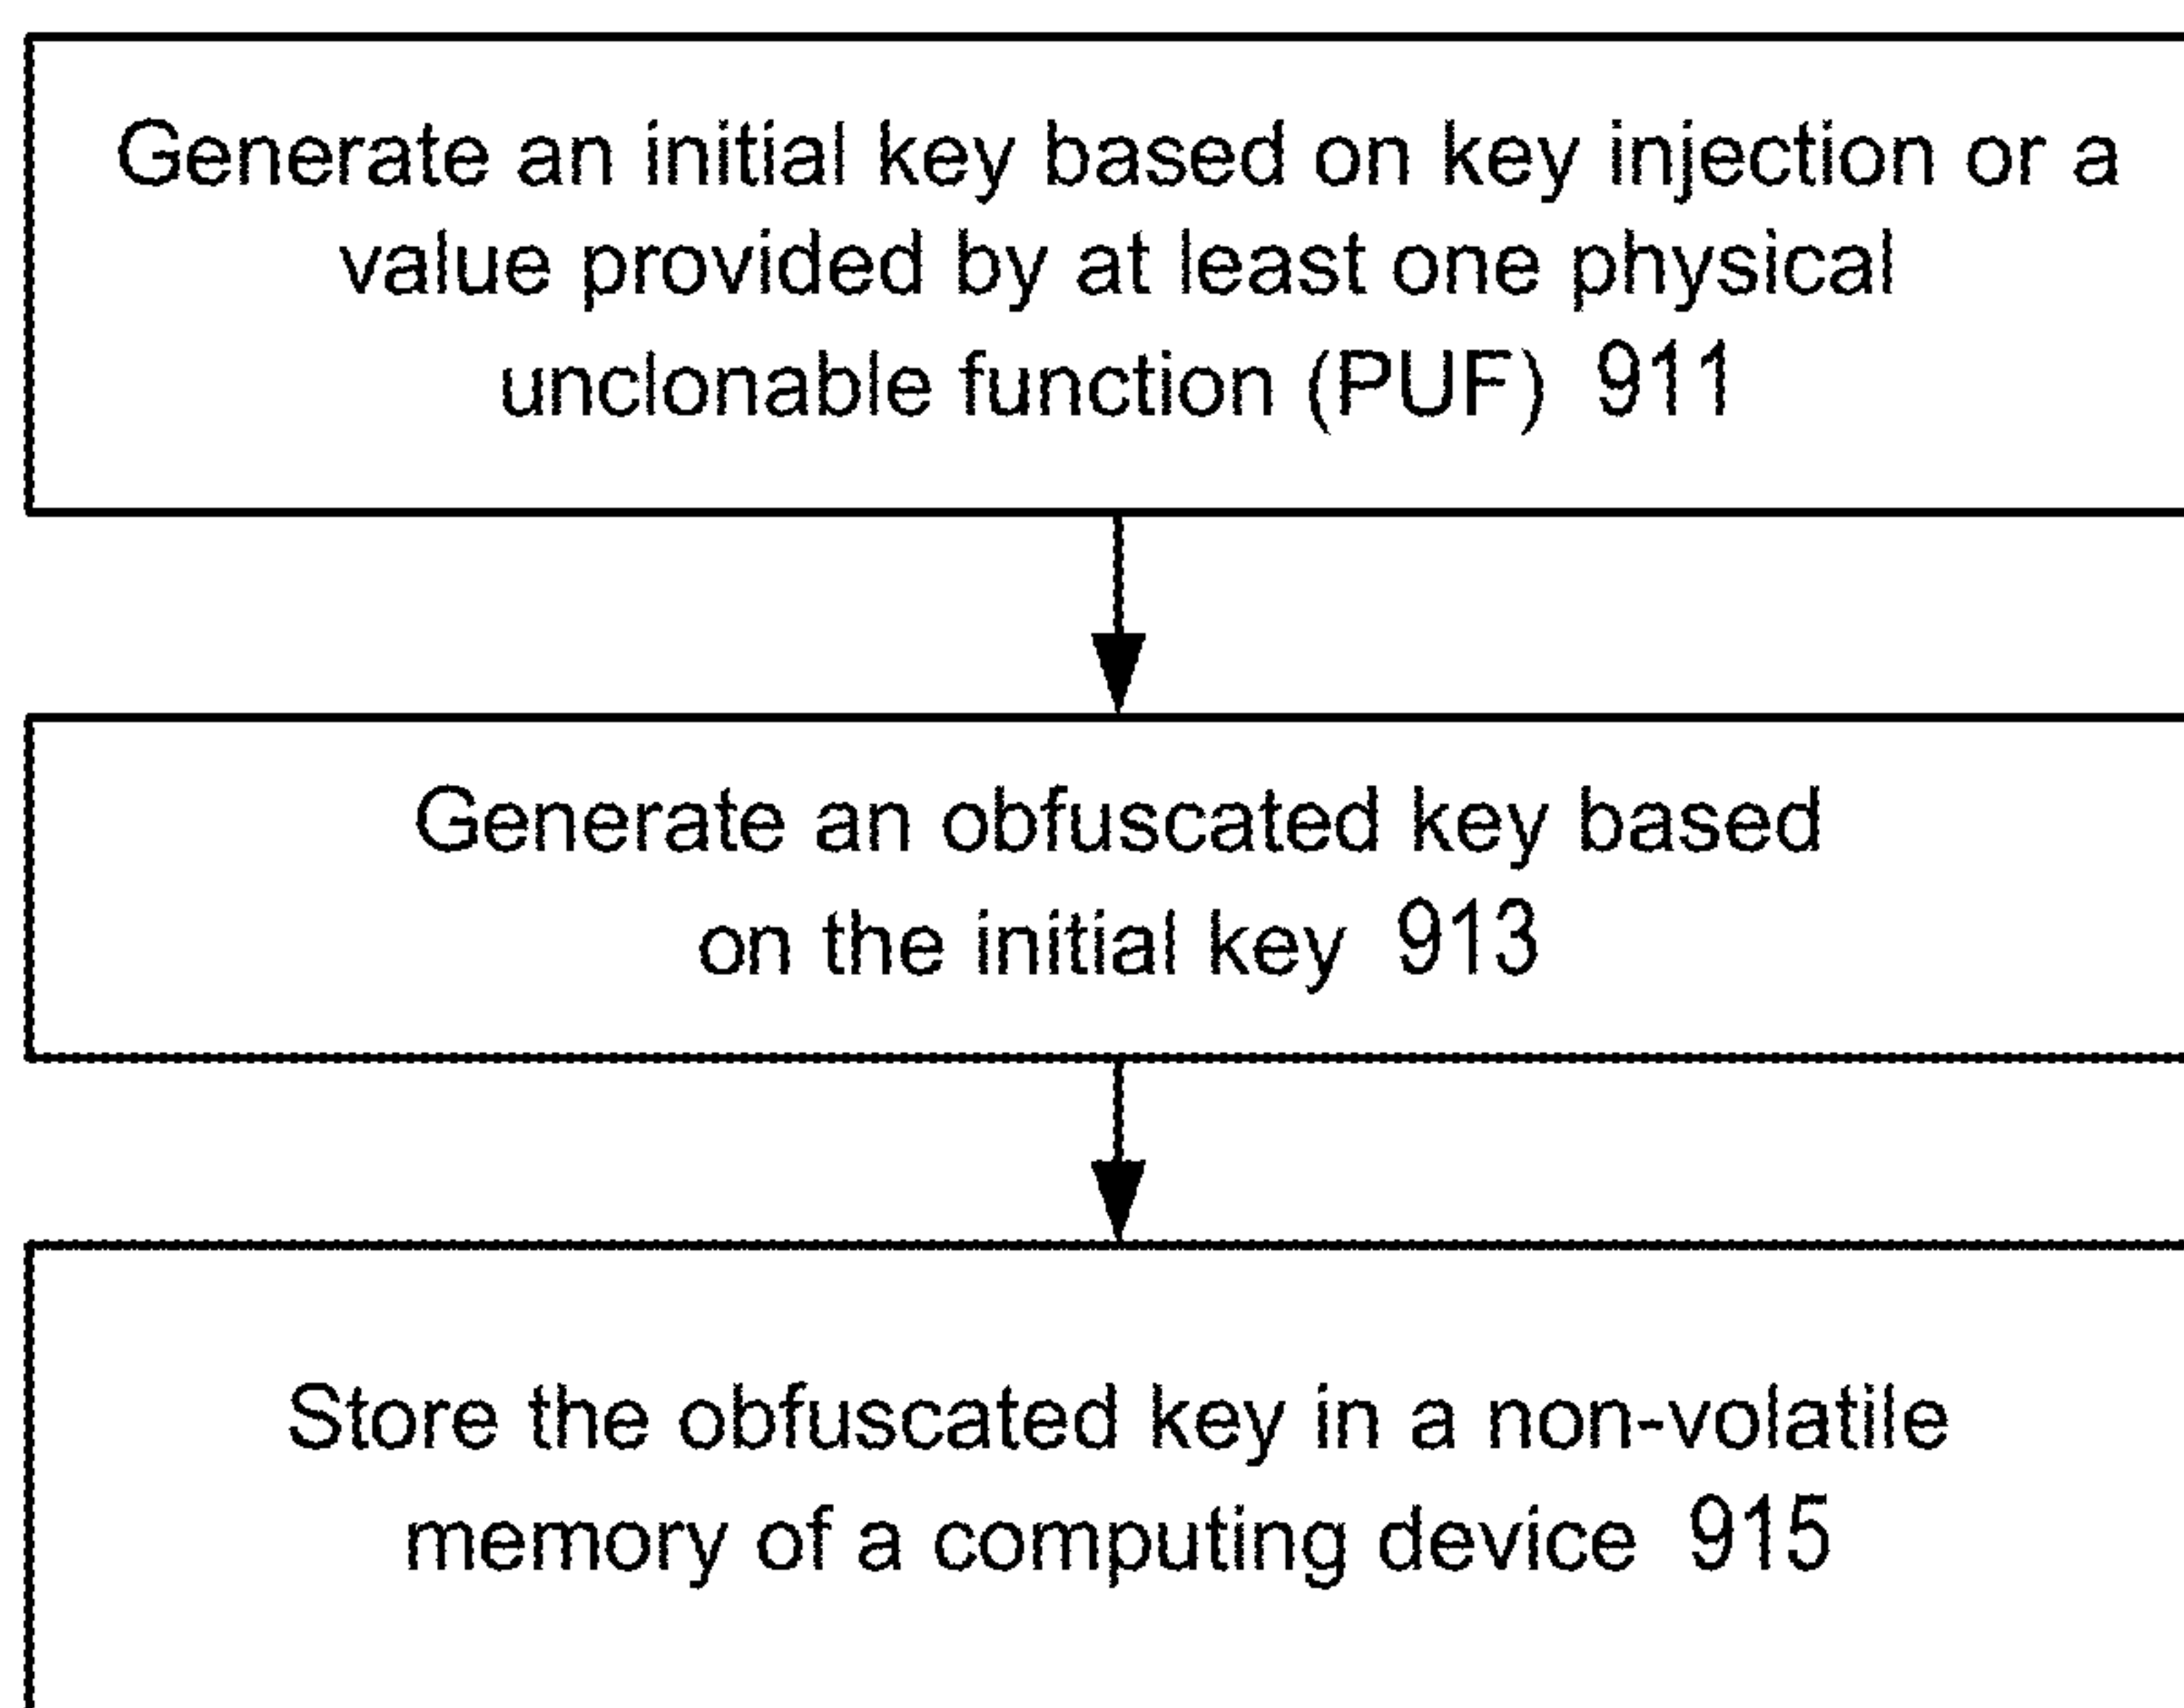 Generate an initial key based on key injection or a
value provided by at least one physical
unclonable function (PUF) 911
Generate an obfuscated key based
on the initial key 913
Store the obfuscated key in a non-volatile
memory of a computing device 915